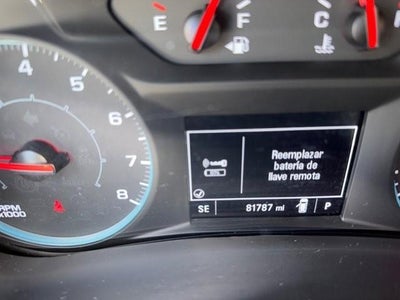 E F C H
4
5
6
7
8
RPM
x1000
Reemplazar
batería de
llave remota
SE 81787 mi P